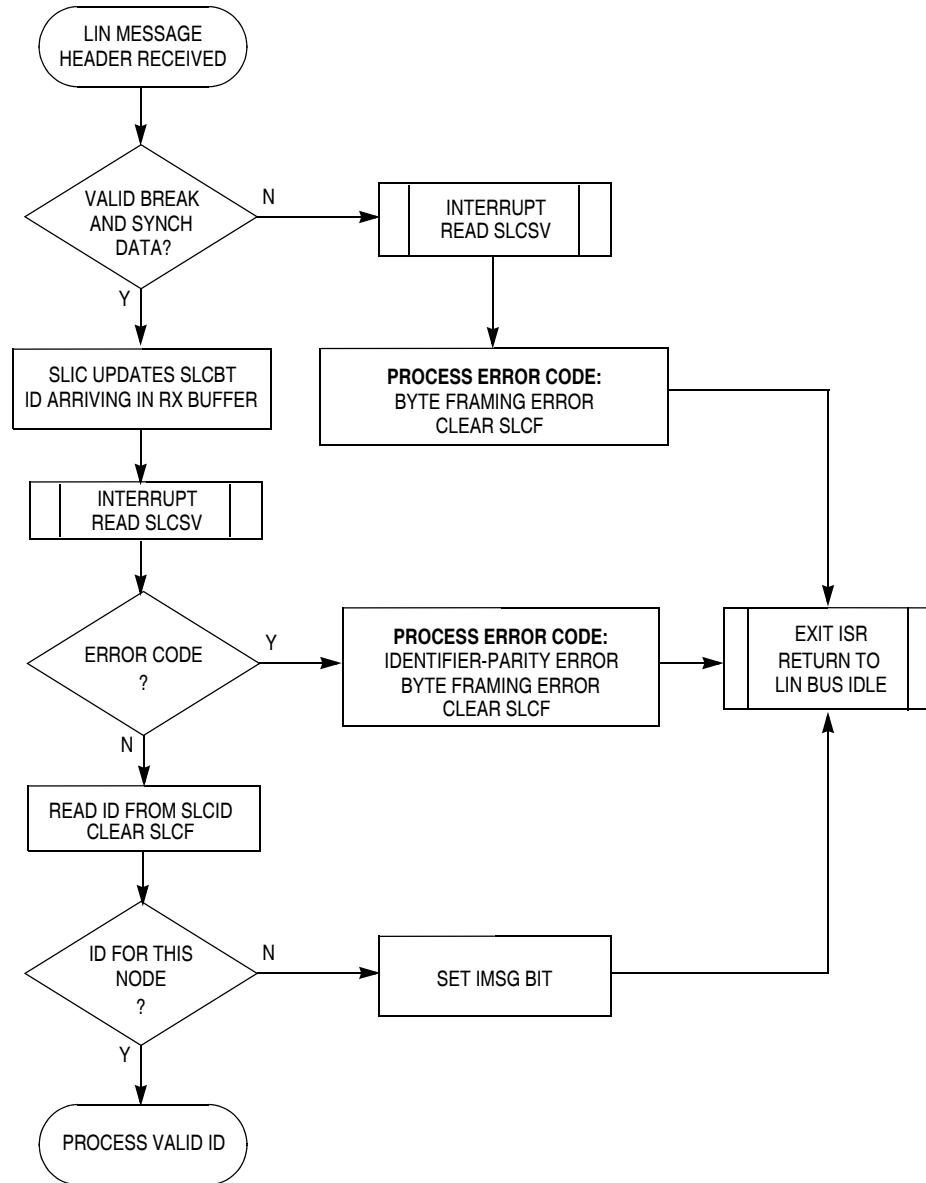 LIN MESSAGE
HEADER RECEIVED
VALID BREAK
AND SYNCH
DATA?
N
Y
INTERRUPT
READ SLCSV
SLIC UPDATES SLCBT
ID ARRIVING IN RX BUFFER
PROCESS ERROR CODE:
BYTE FRAMING ERROR
CLEAR SLCF
INTERRUPT
READ SLCSV
ERROR CODE
?
Y
N
PROCESS ERROR CODE:
IDENTIFIER-PARITY ERROR
BYTE FRAMING ERROR
CLEAR SLCF
EXIT ISR
RETURN TO
LIN BUS IDLE
READ ID FROM SLCID
CLEAR SLCF
ID FOR THIS
NODE
?
N
Y
SET IMSG BIT
PROCESS VALID ID